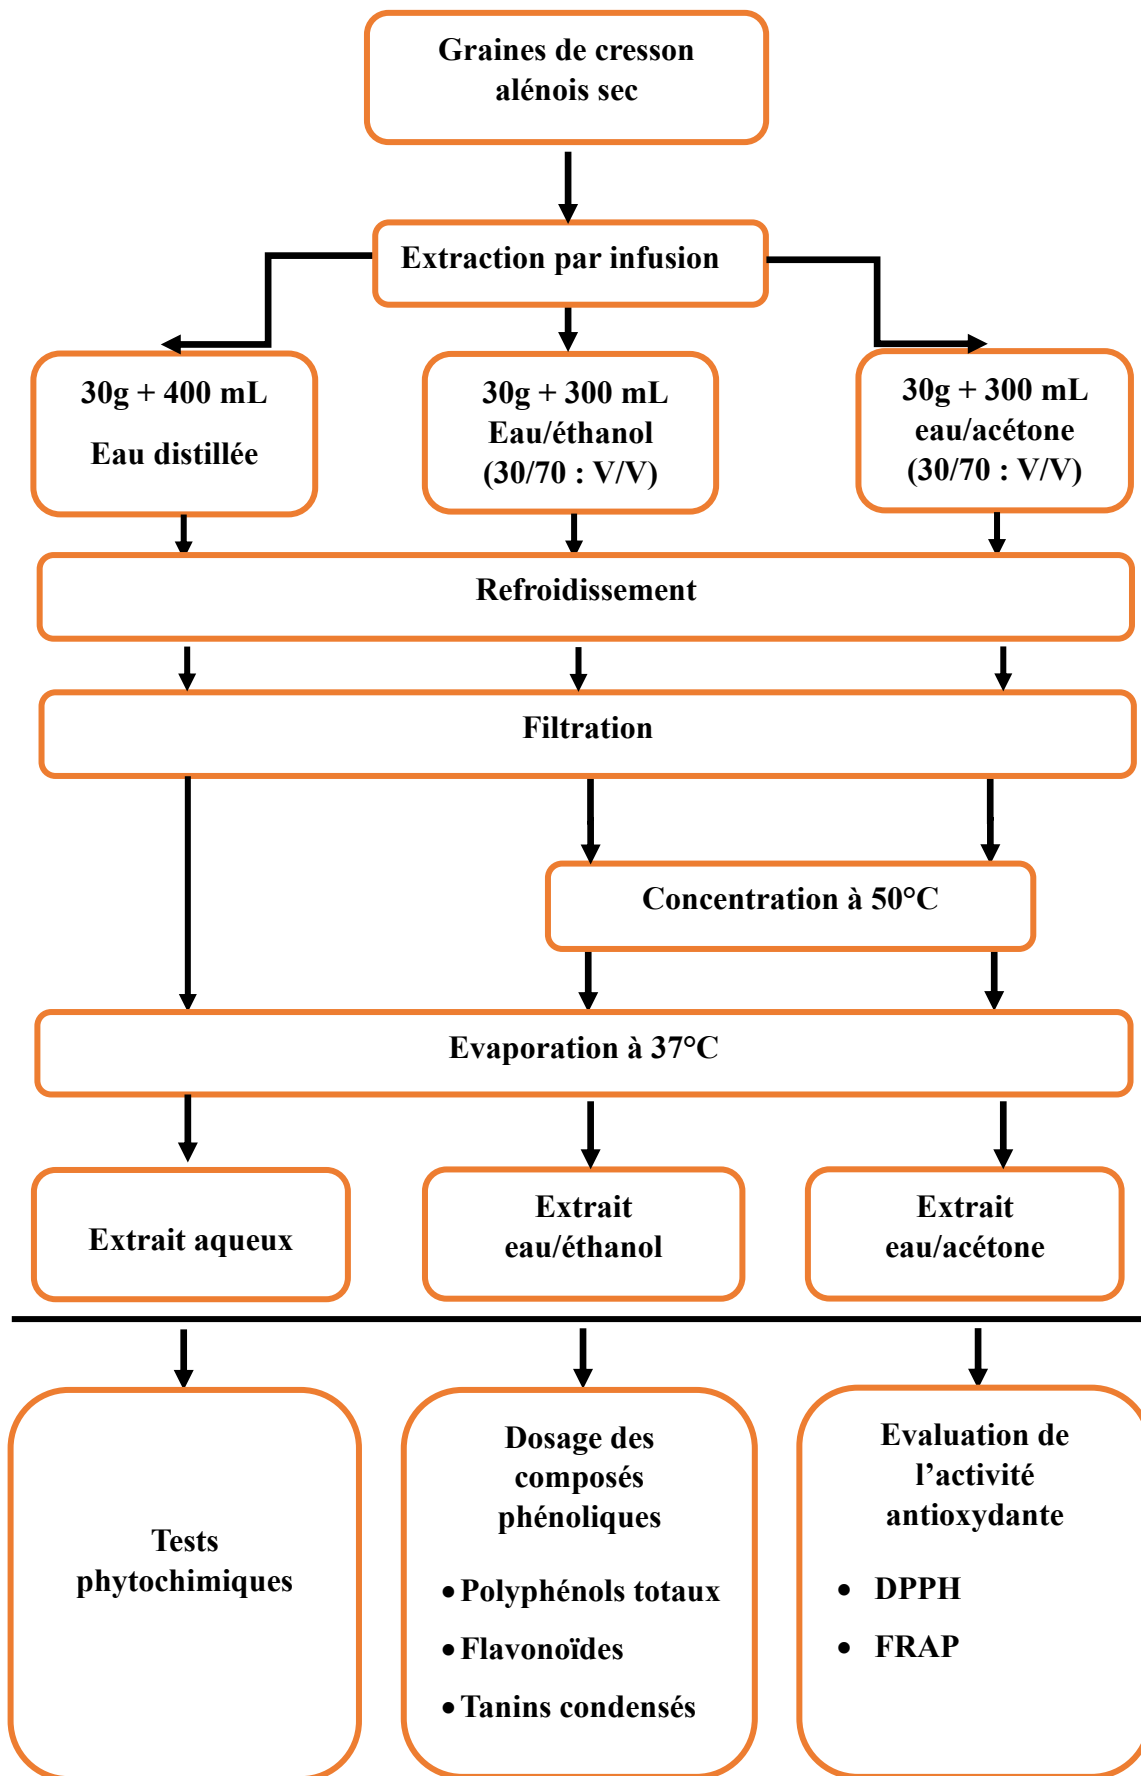 Graines de cresson
alénois sec
Extraction par infusion
30g + 400 mL
Eau distillée
30g + 300 mL
Eau/éthanol
(30/70 : V/V)
30g + 300 mL
eau/acétone
(30/70 : V/V)
Refroidissement
Filtration
Concentration à 50°C
Evaporation à 37°C
Extrait aqueux
Extrait
eau/éthanol
Extrait
eau/acétone
Tests
phytochimiques
Dosage des
composés
phénoliques
• Polyphénols totaux
• Flavonoïdes
• Tanins condensés
Evaluation de
l’activité
antioxydante
• DPPH
• FRAP